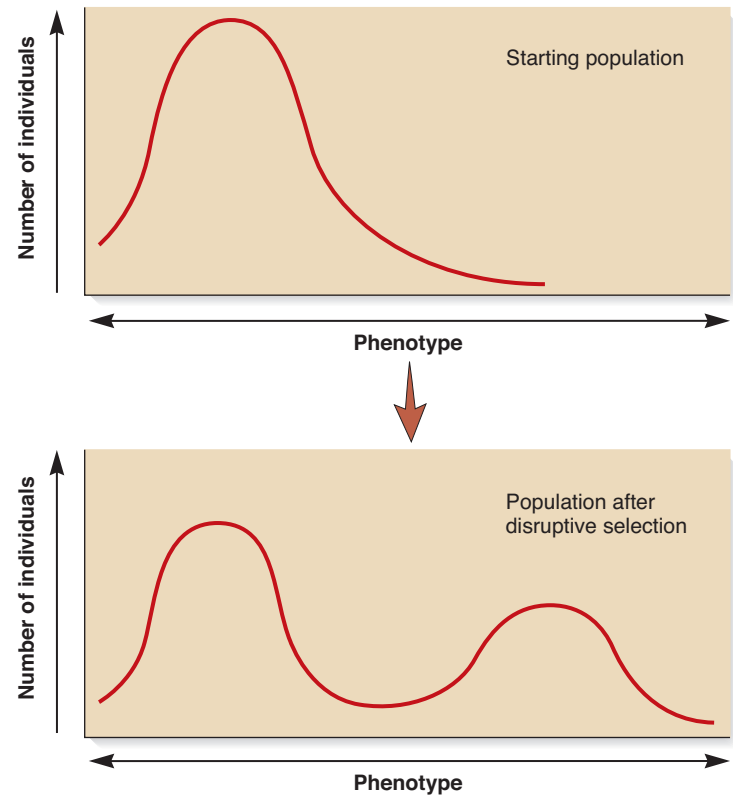 Number of individuals
Starting population
Phenotype
Number of individuals
Population after
disruptive selection
Phenotype